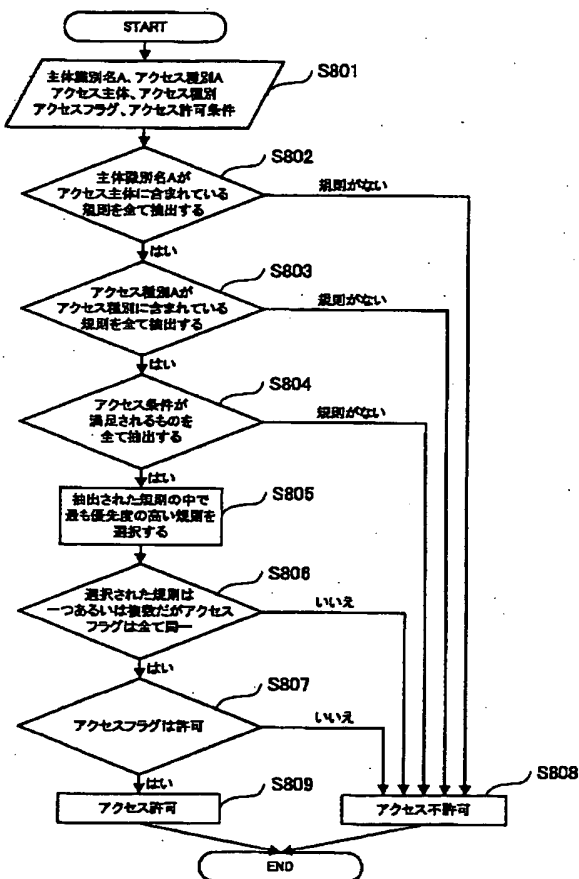 START
主体識別名A、アクセス種別A
アクセス主体、アクセス種別
アクセスフラグ、アクセス許可条件
S801
主体識別名Aが
アクセス主体に含まれている
規則を全て抽出する
S802
規則がない
はい
アクセス種別Aが
アクセス種別に含まれている
規則を全て抽出する
S803
規則がない
はい
アクセス条件が
満足されるものを
全て抽出する
S804
規則がない
はい
抽出された規則の中で
最も優先度の高い規則を
選択する
S805
選択された規則は
一つあるいは複数だがアクセス
フラグは全て同一
S806
いいえ
はい
アクセスフラグは許可
S807
いいえ
はい
アクセス許可
S809
アクセス不許可
S808
END